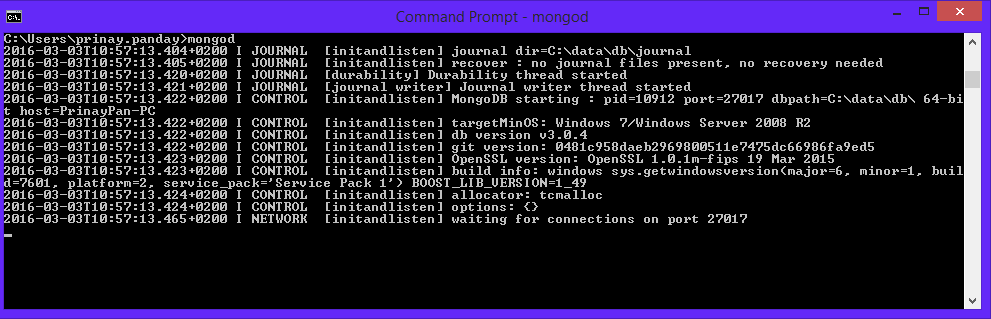 Command Prompt - mongod
C:\Users\prinay.panday>mongod
2016-03-03T10:57:13.404+0200 I JOURNAL  [initandlisten] journal dir=C:\data\db\journal
2016-03-03T10:57:13.405+0200 I JOURNAL  [initandlisten] recover : no journal files present, no recovery needed
2016-03-03T10:57:13.420+0200 I JOURNAL  [durability] Durability thread started
2016-03-03T10:57:13.421+0200 I JOURNAL  [journal writer] Journal writer thread started
2016-03-03T10:57:13.422+0200 I CONTROL  [initandlisten] MongoDB starting : pid=10912 port=27017 dbpath=C:\data\db\ 64-bi
t host=PrinayPan-PC
2016-03-03T10:57:13.422+0200 I CONTROL  [initandlisten] targetMinOS: Windows 7/Windows Server 2008 R2
2016-03-03T10:57:13.422+0200 I CONTROL  [initandlisten] db version v3.0.4
2016-03-03T10:57:13.422+0200 I CONTROL  [initandlisten] git version: 0481c958daeb2969800511e7475dc66986fa9ed5
2016-03-03T10:57:13.423+0200 I CONTROL  [initandlisten] OpenSSL version: OpenSSL 1.0.1m-fips 19 Mar 2015
2016-03-03T10:57:13.423+0200 I CONTROL  [initandlisten] build info: windows sys.getwindowsversion(major=6, minor=1, buil
d=7601, platform=2, service_pack='Service Pack 1') BOOST_LIB_VERSION=1_49
2016-03-03T10:57:13.424+0200 I CONTROL  [initandlisten] allocator: tcmalloc
2016-03-03T10:57:13.424+0200 I CONTROL  [initandlisten] options: {}
2016-03-03T10:57:13.465+0200 I NETWORK  [initandlisten] waiting for connections on port 27017